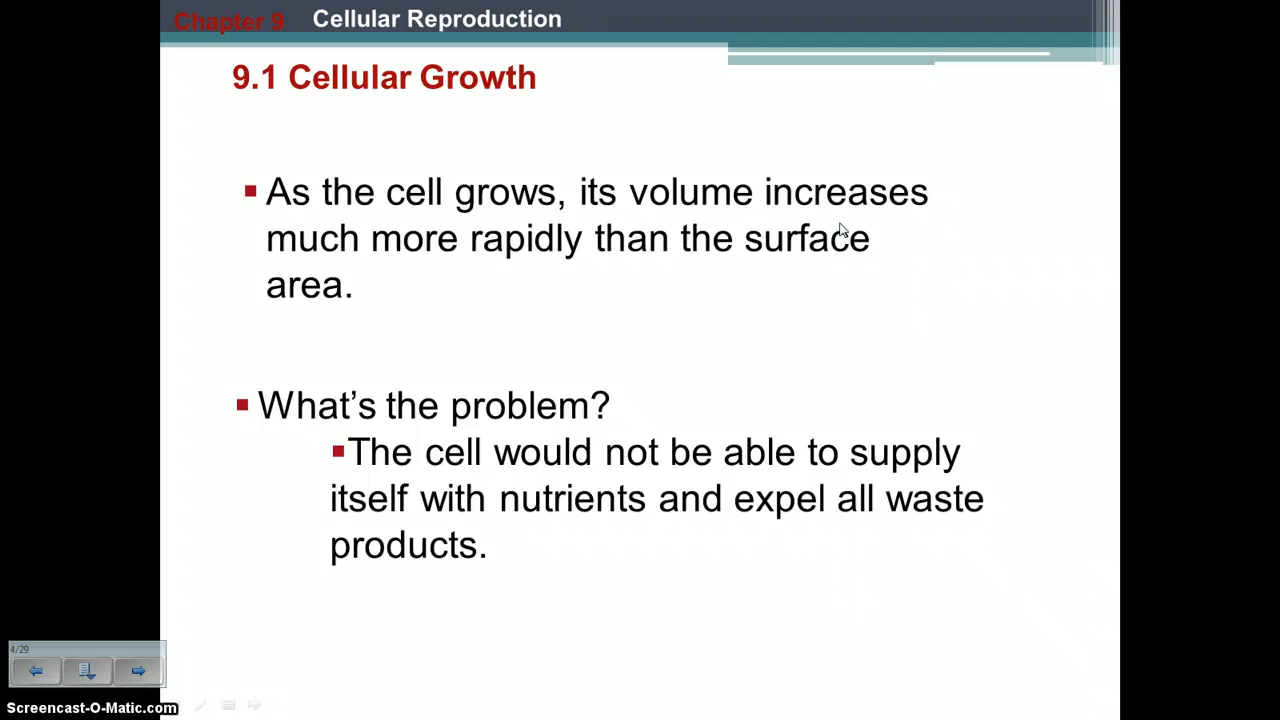 Chapter 9 Cellular Reproduction
9.1 Cellular Growth
▪ As the cell grows, its volume increases
much more rapidly than the surface
area.
▪ What’s the problem?
▪The cell would not be able to supply
itself with nutrients and expel all waste
products.
4/29
Screencast-O-Matic.com